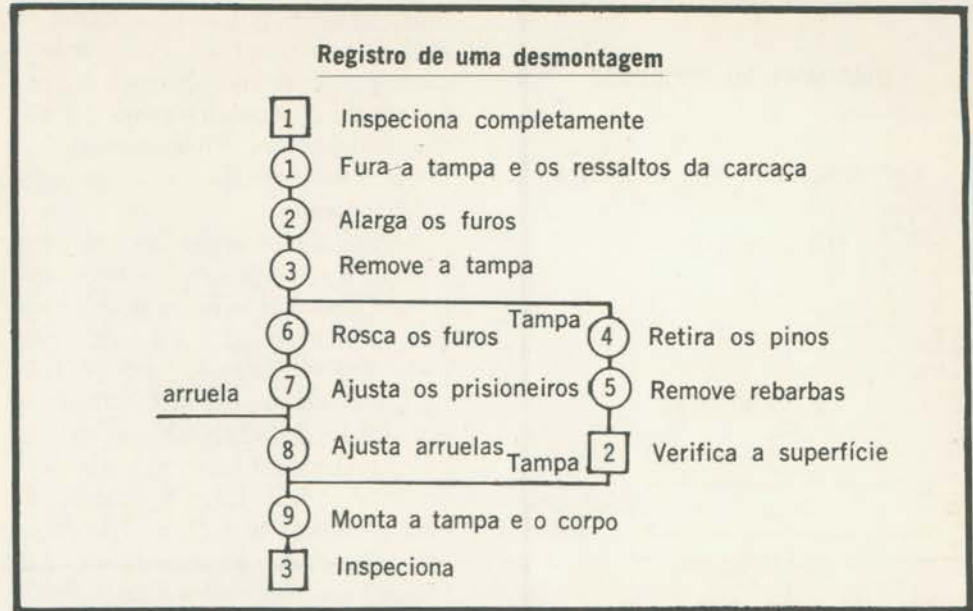 Registro de uma desmontagem
1 Inspeciona completamente
1 Fura a tampa e os ressaltos da carcaça
2 Alarga os furos
3 Remove a tampa
Tampa
6 Rosca os furos
4 Retira os pinos
arruela
7 Ajusta os prisioneiros
5 Remove rebarbas
8 Ajusta arruelas
Tampa
2 Verifica a superfície
9 Monta a tampa e o corpo
3 Inspeciona